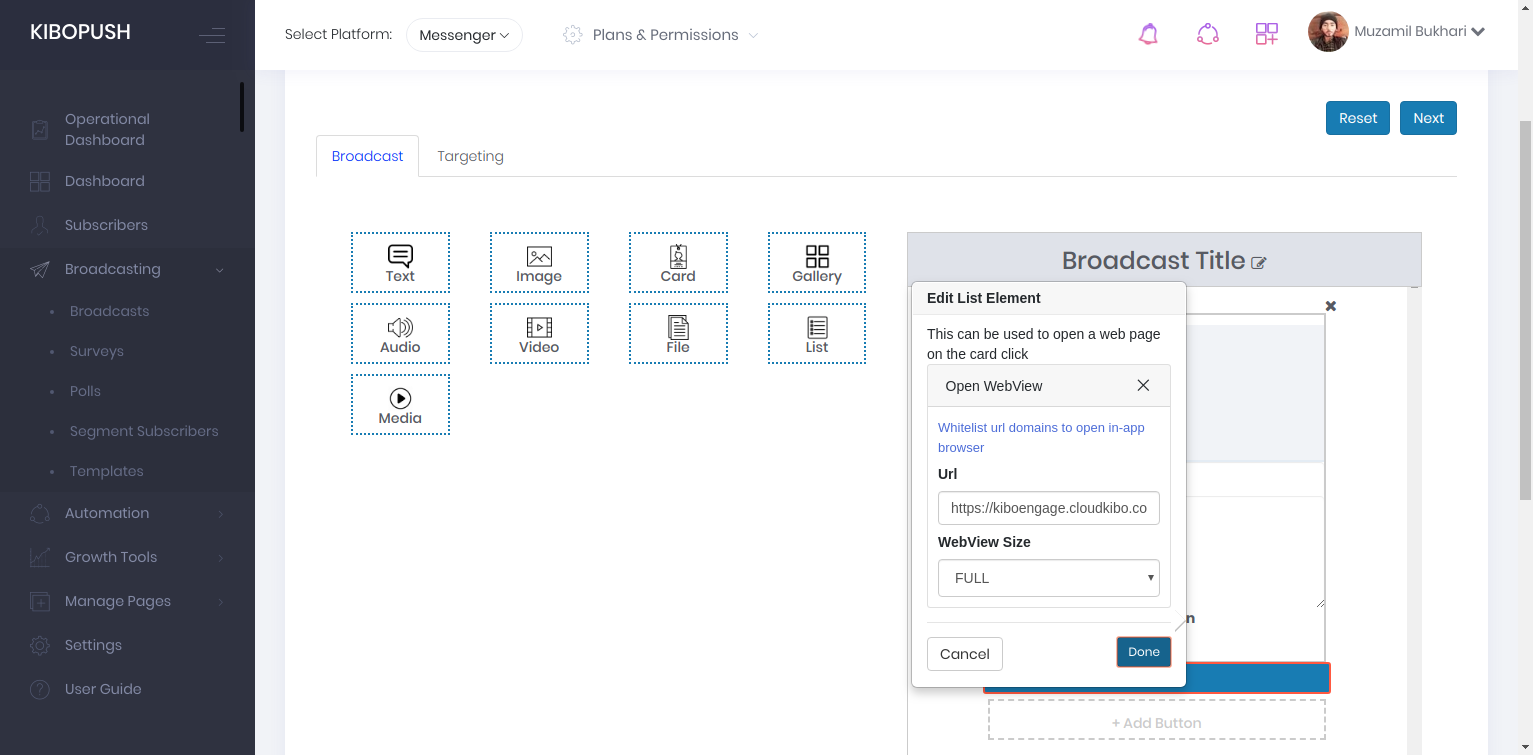 KIBOPUSH
Select Platform:
Messenger
Plans & Permissions
Muzamil Bukhari
Operational
Dashboard
Dashboard
Subscribers
Broadcasting
Broadcasts
Surveys
Polls
Segment Subscribers
Templates
Automation
Growth Tools
Manage Pages
Settings
User Guide
Reset
Next
Broadcast
Targeting
Text
Image
Card
Gallery
Audio
Video
File
List
Media
Broadcast Title
Edit List Element
This can be used to open a web page
on the card click
Open WebView
Whitelist url domains to open in-app
browser
Url
https://kiboengage.cloudkibo.co
WebView Size
FULL
n
Cancel
Done
+ Add Button